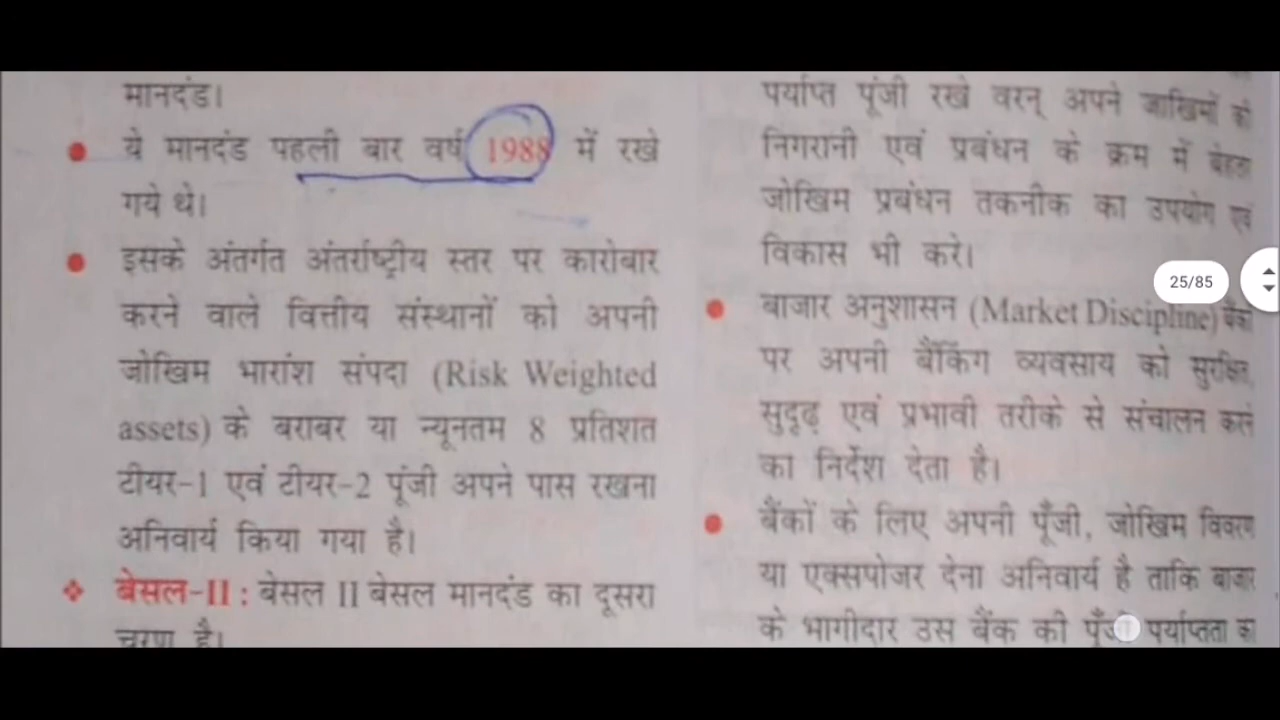 मानदंड।
ये मानदंड पहली बार वर्ष 1988 में रखे
गये थे।
इसके अंतर्गत अंतर्राष्ट्रीय स्तर पर कारोबार
करने वाले वित्तीय संस्थानों को अपनी
जोखिम भारांश संपदा (Risk Weighted
assets) के बराबर या न्यूनतम 8 प्रतिशत
टीयर-1 एवं टीयर-2 पूंजी अपने पास रखना
अनिवार्य किया गया है।
बेसल-II : बेसल II बेसल मानदंड का दूसरा
चरण है।
पर्याप्त पूंजी रखे वरन् अपने जोखिमों की
निगरानी एवं प्रबंधन के क्रम में बेहतर
जोखिम प्रबंधन तकनीक का उपयोग एवं
विकास भी करे।
बाजार अनुशासन (Market Discipline) बैंकों
पर अपनी बैंकिंग व्यवसाय को सुरक्षित,
सुदृढ़ एवं प्रभावी तरीके से संचालन करने
का निर्देश देता है।
बैंकों के लिए अपनी पूँजी, जोखिम विवरण
या एक्सपोजर देना अनिवार्य है ताकि बाजार
के भागीदार उस बैंक की पूँजी पर्याप्तता का
25/85